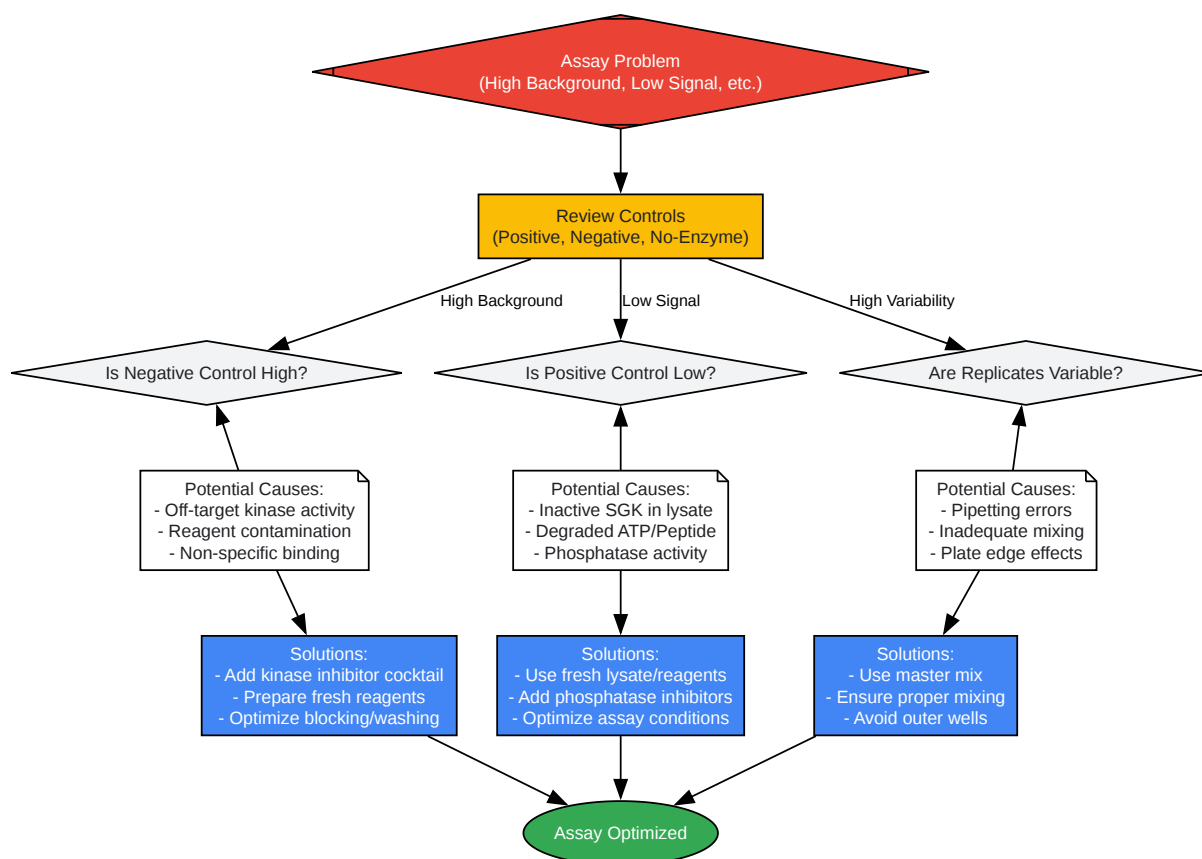 Assay Problem
(High Background, Low Signal, etc.)
Review Controls
(Positive, Negative, No-Enzyme)
High Background
Low Signal
High Variability
Is Negative Control High?
Is Positive Control Low?
Are Replicates Variable?
Potential Causes:
- Off-target kinase activity
- Reagent contamination
- Non-specific binding
Potential Causes:
- Inactive SGK in lysate
- Degraded ATP/Peptide
- Phosphatase activity
Potential Causes:
- Pipetting errors
- Inadequate mixing
- Plate edge effects
Solutions:
- Add kinase inhibitor cocktail
- Prepare fresh reagents
- Optimize blocking/washing
Solutions:
- Use fresh lysate/reagents
- Add phosphatase inhibitors
- Optimize assay conditions
Solutions:
- Use master mix
- Ensure proper mixing
- Avoid outer wells
Assay Optimized